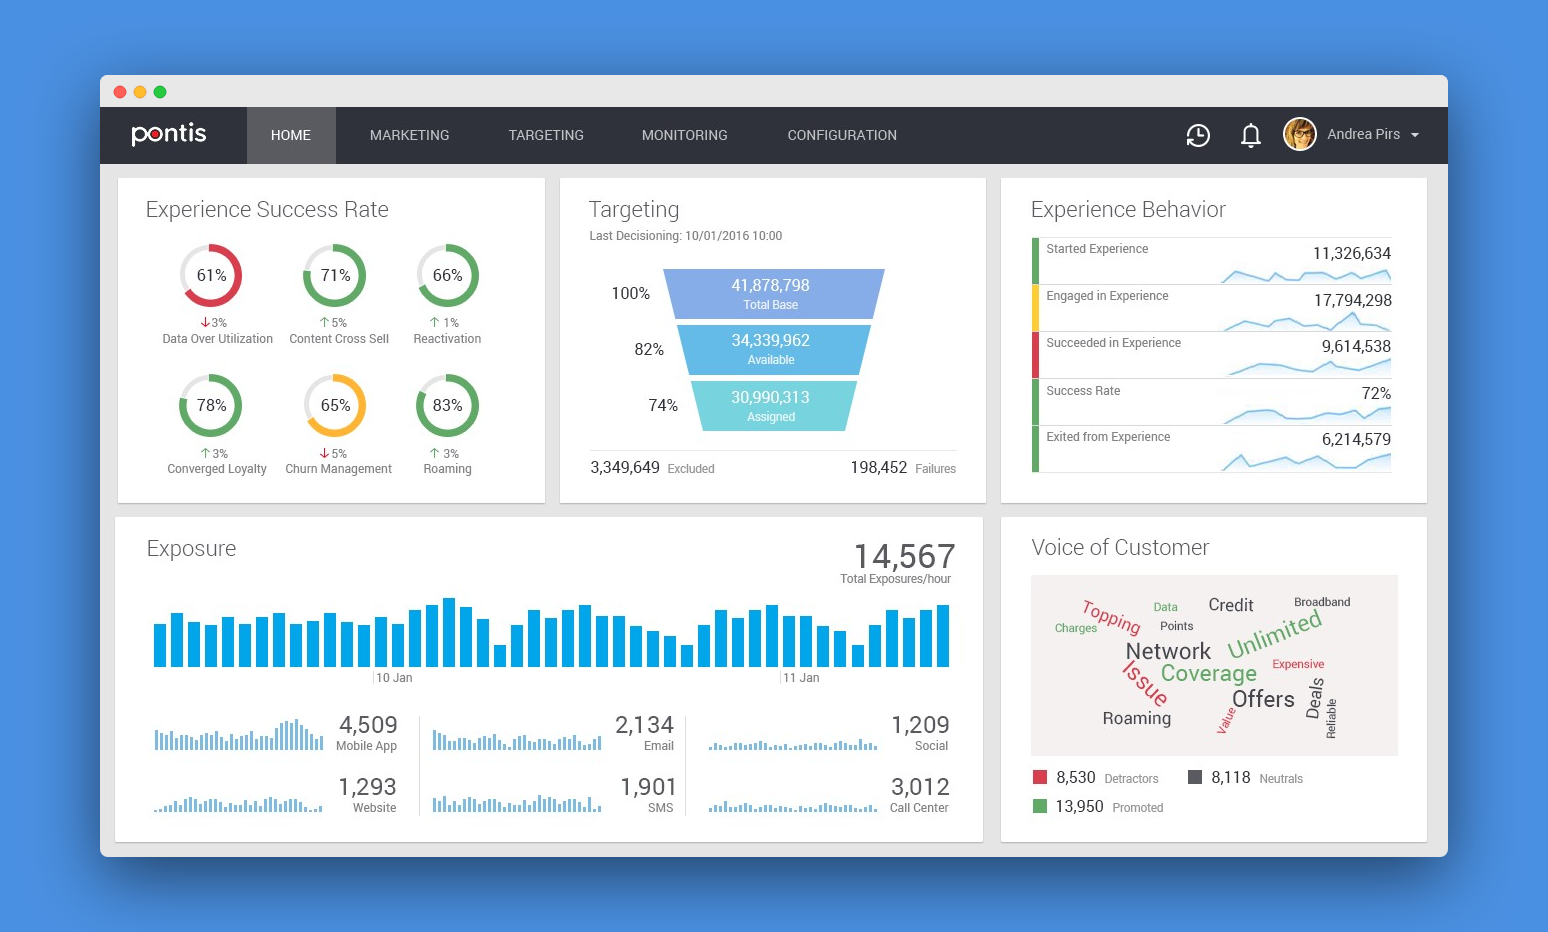 pontis
HOME
MARKETING
TARGETING
MONITORING
CONFIGURATION
Andrea Pirs
Experience Success Rate
61%
71%
66%
3%
5%
1%
Data Over Utilization
Content Cross Sell
Reactivation
78%
65%
83%
3%
5%
3%
Converged Loyalty
Churn Management
Roaming
Targeting
Last Decisioning: 10/01/2016 10:00
100%
41,878,798
Total Base
82%
34,339,962
Available
74%
30,990,313
Assigned
3,349,649 Excluded
198,452 Failures
Experience Behavior
Started Experience
11,326,634
Engaged in Experience
17,794,298
Succeeded in Experience
9,614,538
Success Rate
72%
Exited from Experience
6,214,579
Exposure
14,567
Total Exposures/hour
10 Jan
11 Jan
4,509
Mobile App
2,134
Email
1,209
Social
1,293
Website
1,901
SMS
3,012
Call Center
Voice of Customer
Topping
Data
Credit
Broadband
Charges
Points
Unlimited
Network
Coverage
Expensive
Issue
Offers
Deals
Roaming
Value
Reliable
8,530 Detractors
8,118 Neutrals
13,950 Promoted